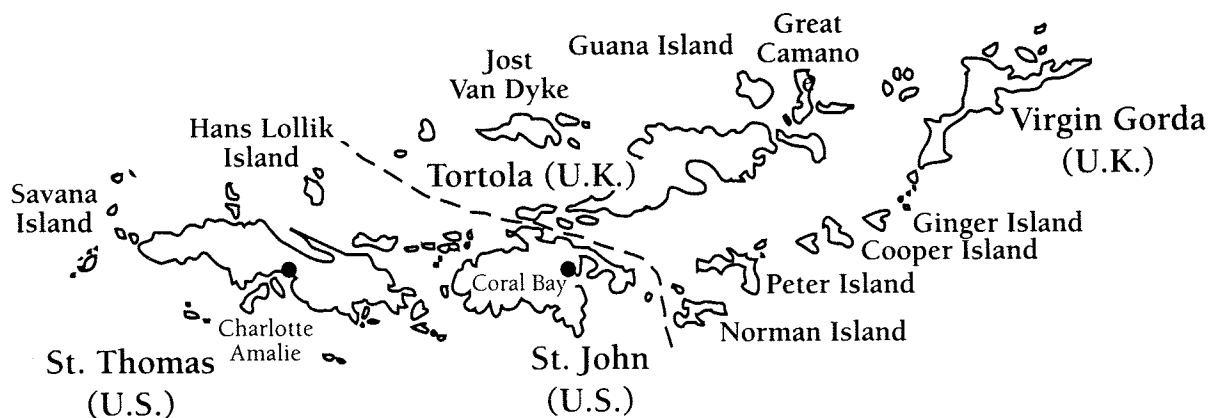 Great
Camano
Guana Island
Jost
Van Dyke
Virgin Gorda
(U.K.)
Hans Lollik
Island
Tortola (U.K.)
Savana
Island
Ginger Island
Cooper Island
Coral Bay
Peter Island
Norman Island
Charlotte
Amalie
St. Thomas
(U.S.)
St. John
(U.S.)